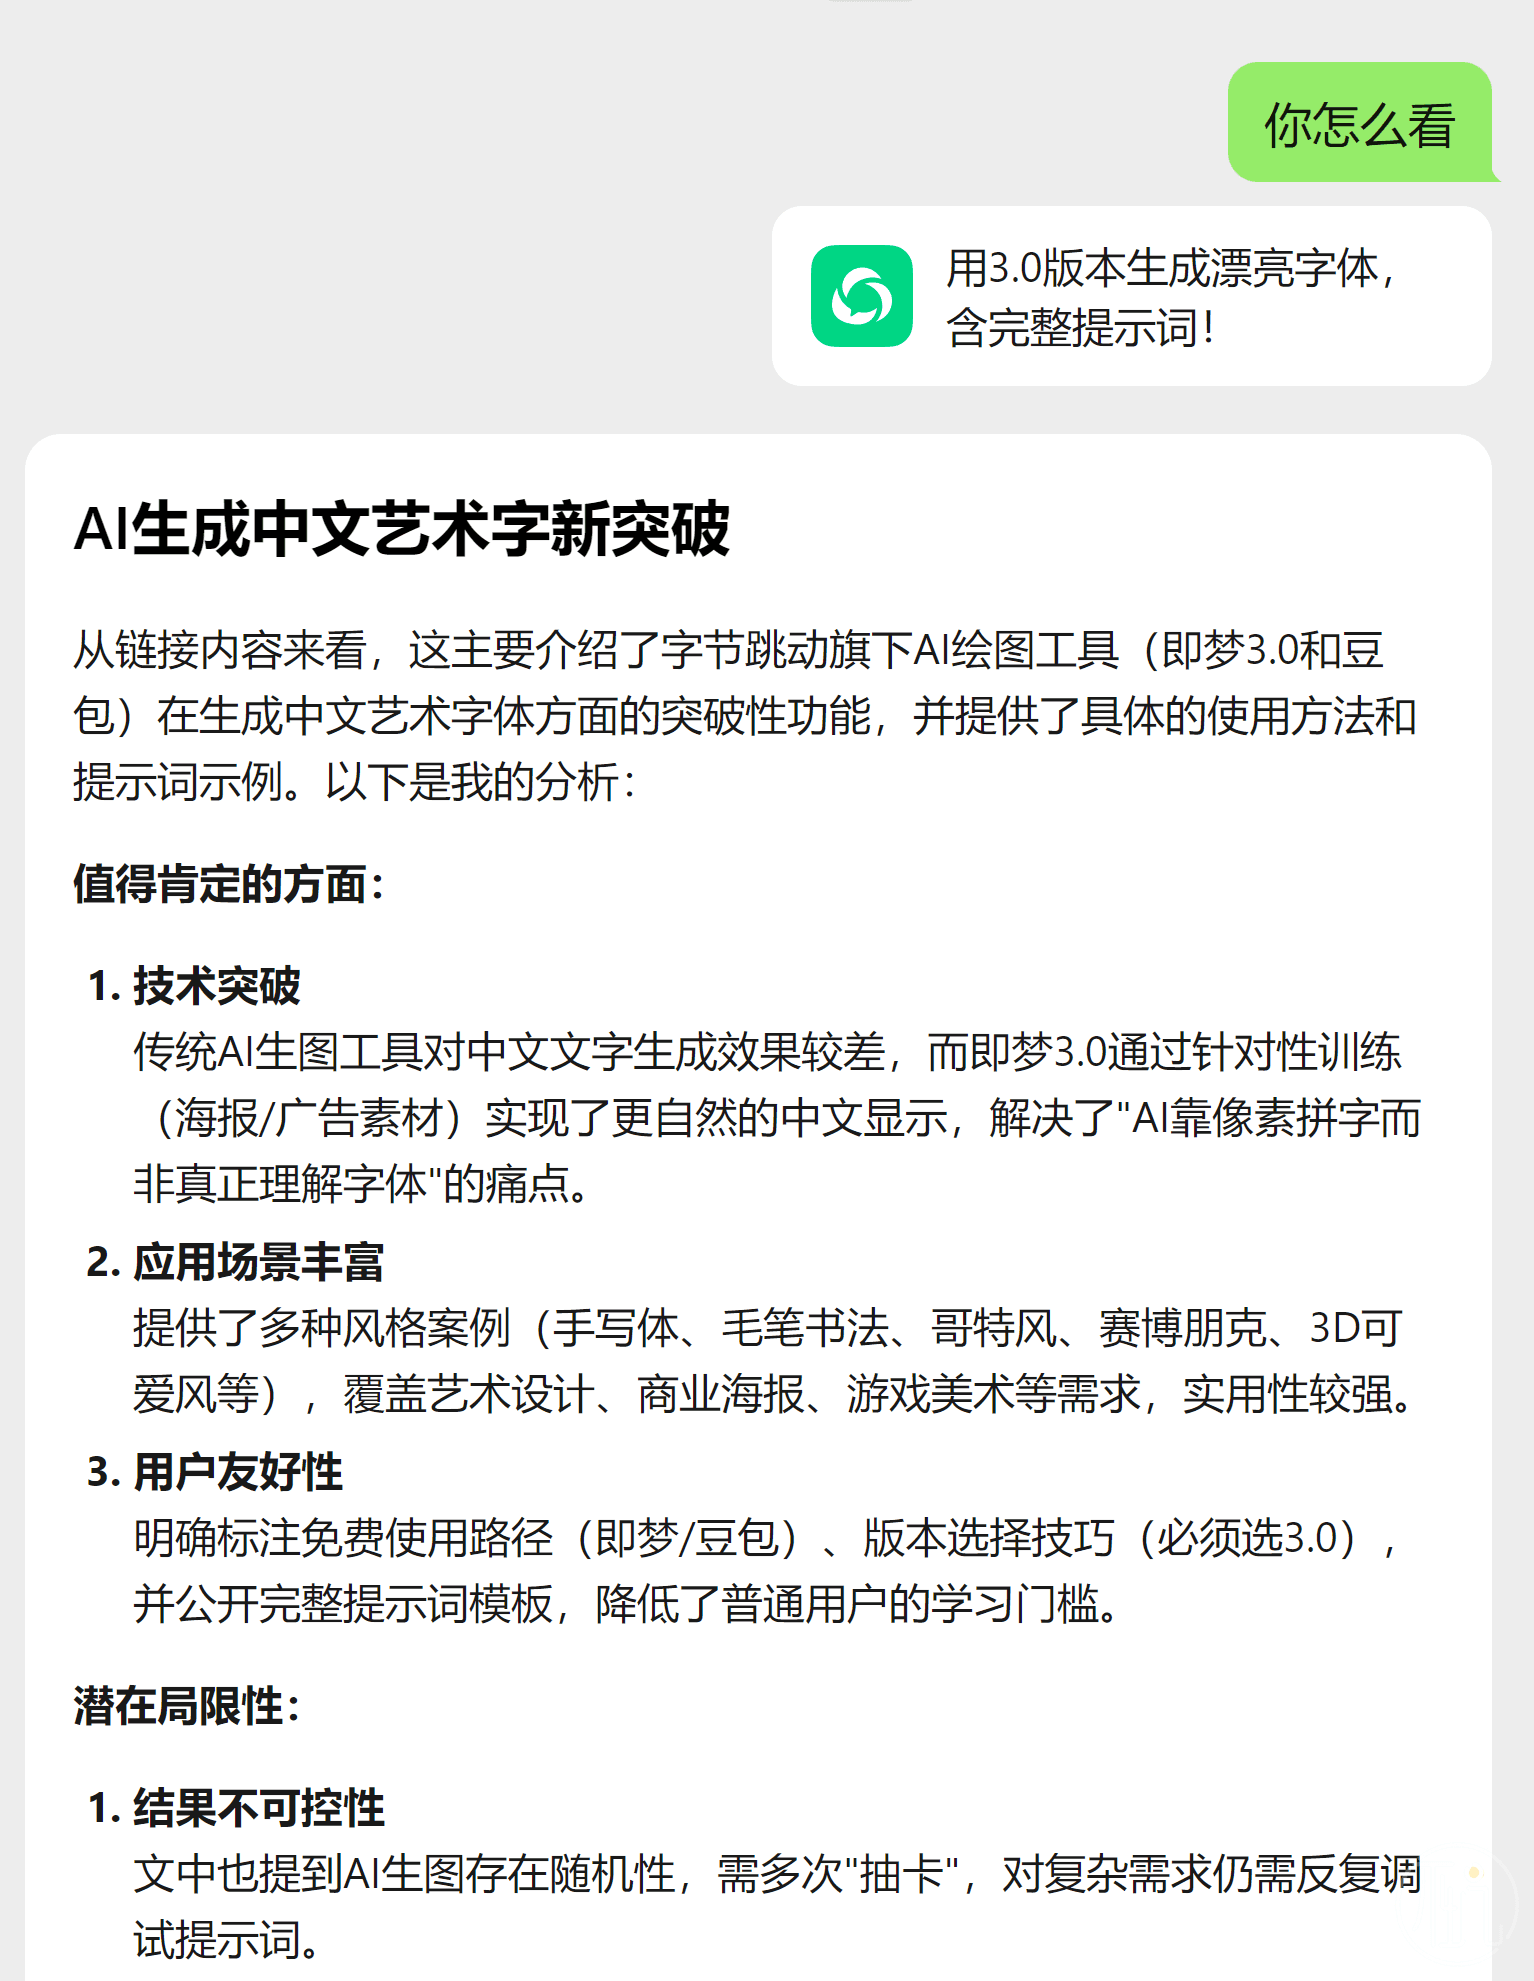 你怎么看
用3.0版本生成漂亮字体，
含完整提示词！
AI生成中文艺术字新突破
从链接内容来看，这主要介绍了字节跳动旗下AI绘图工具（即梦3.0和豆
包）在生成中文艺术字体方面的突破性功能，并提供了具体的使用方法和
提示词示例。以下是我的分析：
值得肯定的方面：
1. 技术突破
传统AI生图工具对中文文字生成效果较差，而即梦3.0通过针对性训练
（海报/广告素材）实现了更自然的中文显示，解决了"AI靠像素拼字而
非真正理解字体"的痛点。
2. 应用场景丰富
提供了多种风格案例（手写体、毛笔书法、哥特风、赛博朋克、3D可
爱风等），覆盖艺术设计、商业海报、游戏美术等需求，实用性较强。
3. 用户友好性
明确标注免费使用路径（即梦/豆包）、版本选择技巧（必须选3.0），
并公开完整提示词模板，降低了普通用户的学习门槛。
潜在局限性：
1. 结果不可控性
文中也提到AI生图存在随机性，需多次"抽卡"，对复杂需求仍需反复调
试提示词。